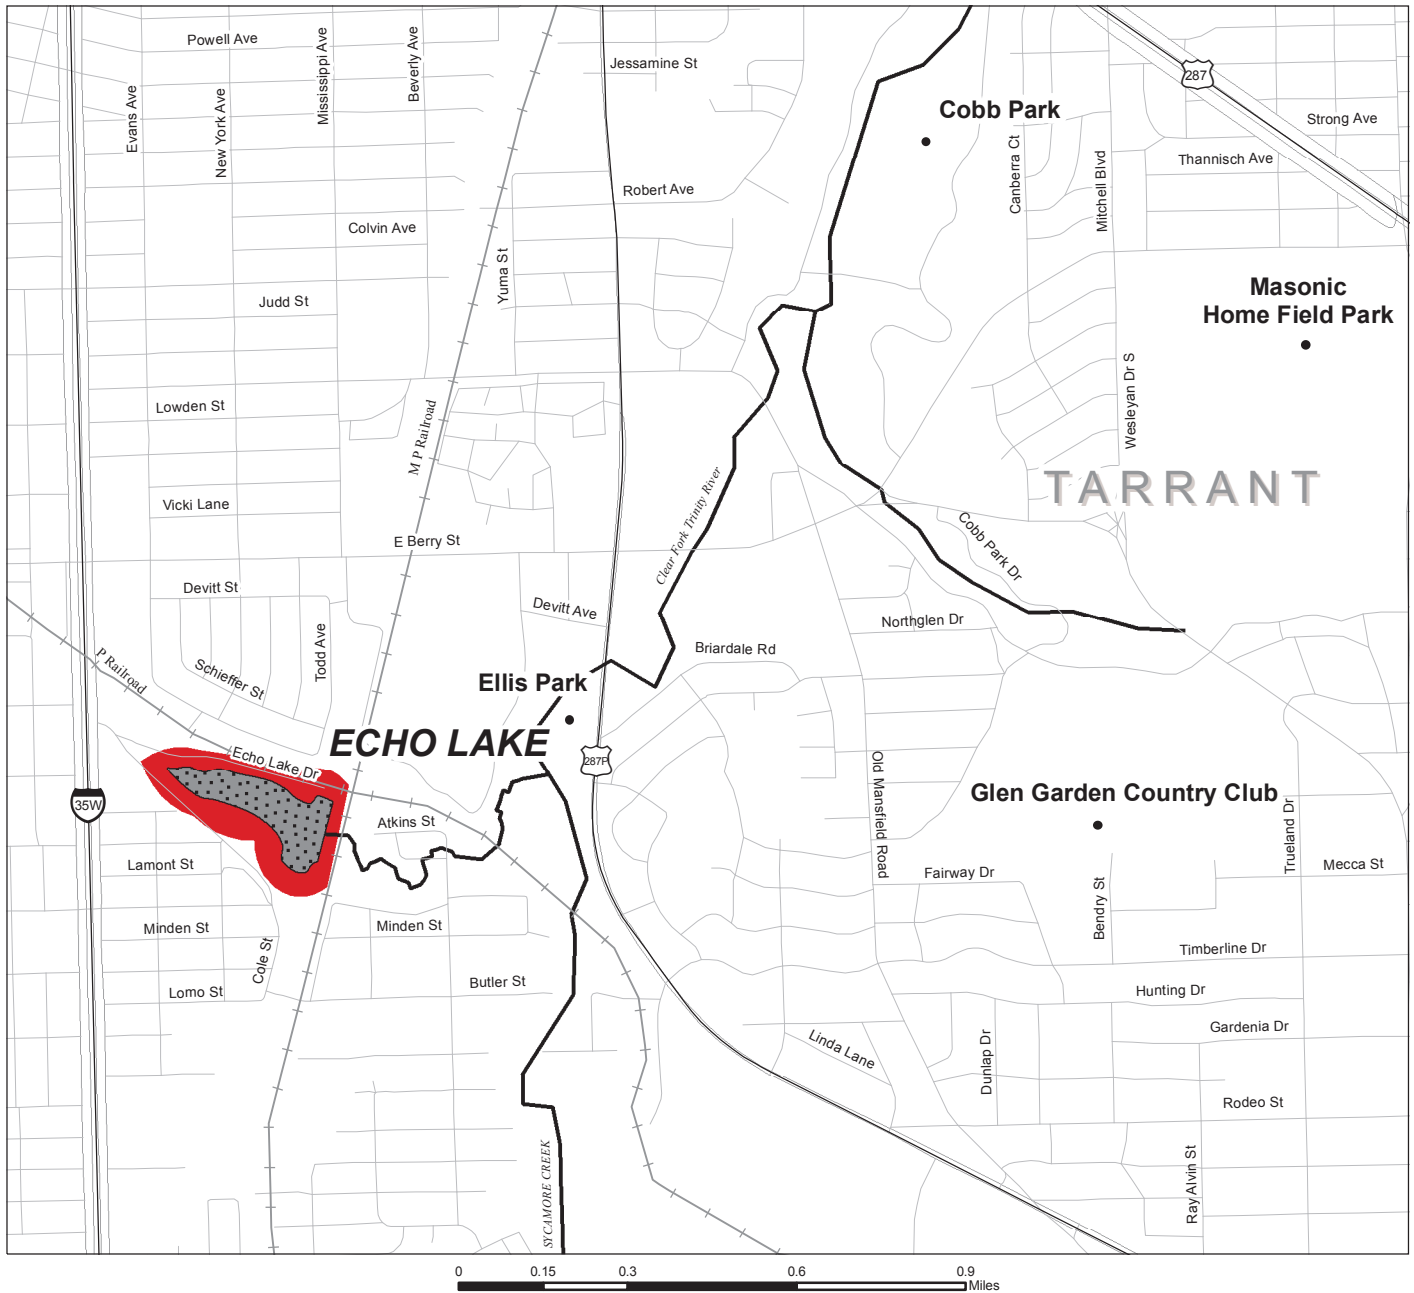 Powell Ave
Mississippi Ave
Beverly Ave
Jessamine St
287
Evans Ave
New York Ave
Cobb Park
Strong Ave
Canberra Ct
Mitchell Blvd
Thannisch Ave
Robert Ave
Colvin Ave
Yuma St
Judd St
Masonic
Home Field Park
Wesleyan Dr S
Lowden St
M P Railroad
TARRANT
Vicki Lane
Clear Fork Trinity River
E Berry St
Cobb Park Dr
Devitt St
Devitt Ave
Northglen Dr
Todd Ave
Briardale Rd
P Railroad
Schieffer St
Ellis Park
ECHO LAKE
Echo Lake Dr
287P
Old Mansfield Road
Glen Garden Country Club
35W
Atkins St
Trueland Dr
Lamont St
Fairway Dr
Mecca St
Bendry St
Minden St
Minden St
Cole St
Timberline Dr
Lomo St
Butler St
Hunting Dr
Gardenia Dr
Linda Lane
Dunlap Dr
Rodeo St
SYCAMORE CREEK
Ray Alvin St
0 0.15 0.3 0.6 0.9
Miles